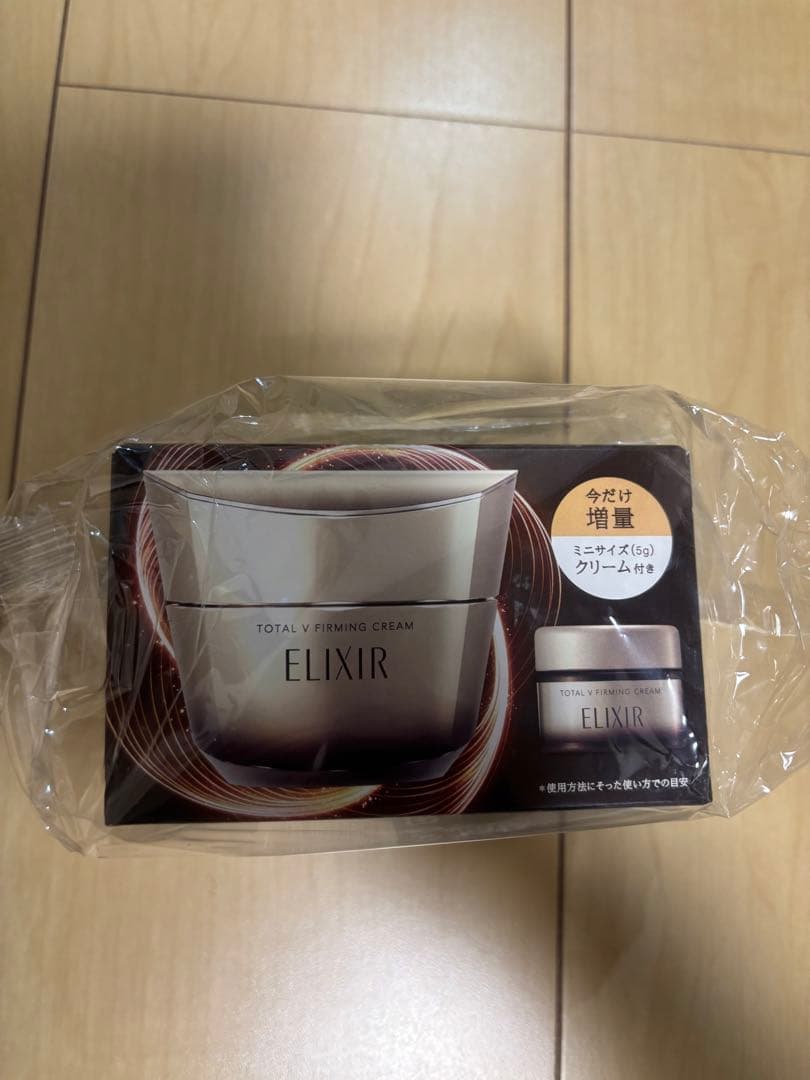 今だけ
増量
ミニサイズ(5g)
クリーム付き
TOTAL V FIRMING CREAM
ELIXIR
TOTAL V FIRMING CREAM
ELIXIR
*使用方法にそった使い方での目安